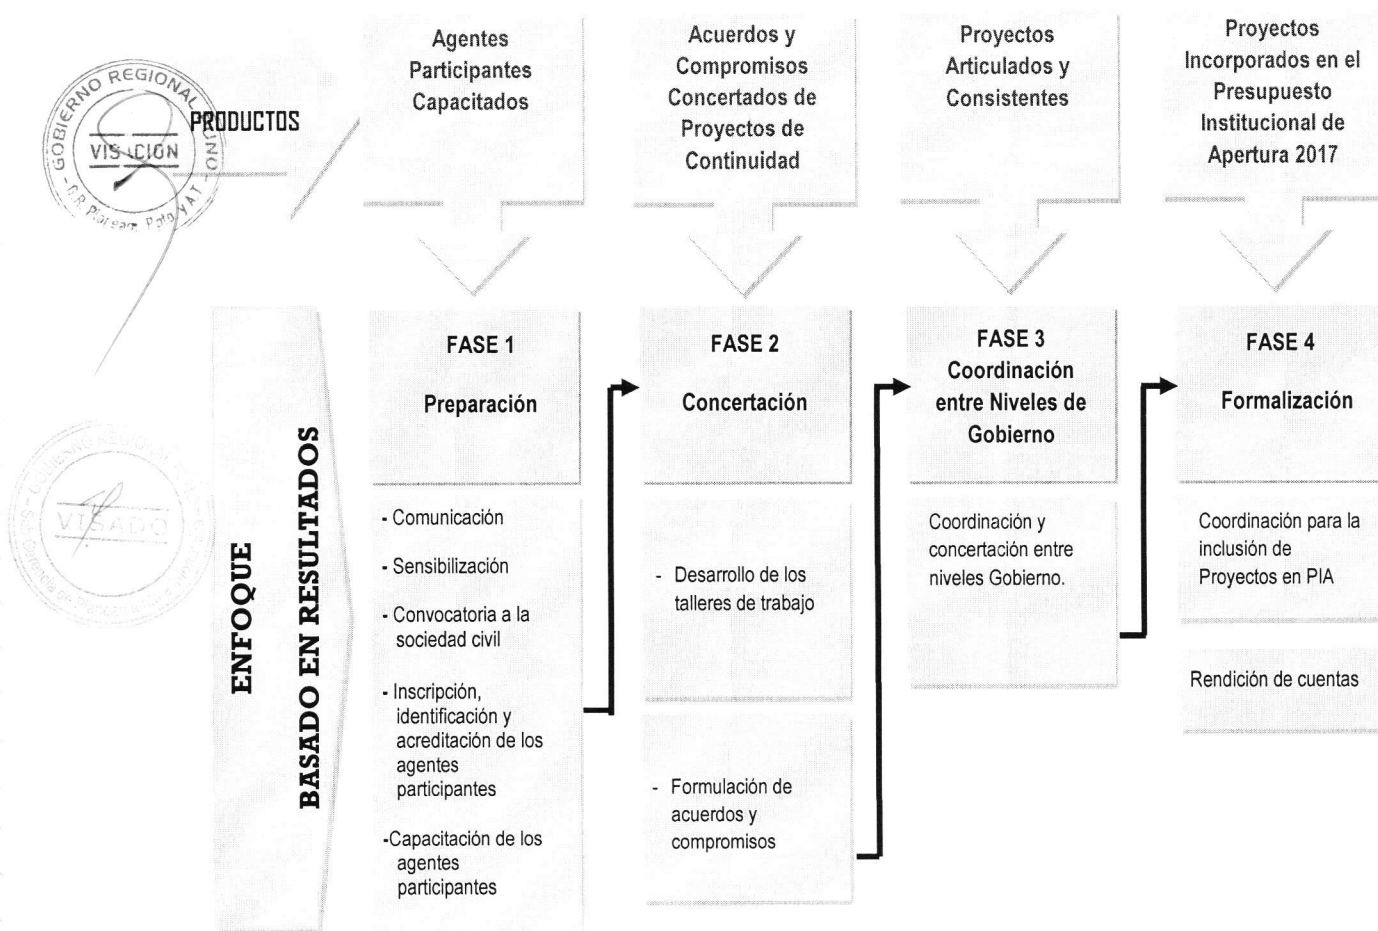 GOBIERNO REGIONAL PUNO
VISACIÓN
PRODUCTOS
Agentes
Participantes
Capacitados
Acuerdos y
Compromisos
Concertados de
Proyectos de
Continuidad
Proyectos
Articulados y
Consistentes
Proyectos
Incorporados en el
Presupuesto
Institucional de
Apertura 2017
ENFOQUE
BASADO EN RESULTADOS
FASE 1
Preparación
- Comunicación
- Sensibilización
- Convocatoria a la
sociedad civil
- Inscripción,
identificación y
acreditación de los
agentes
participantes
-Capacitación de los
agentes
participantes
FASE 2
Concertación
- Desarrollo de los
talleres de trabajo
- Formulación de
acuerdos y
compromisos
FASE 3
Coordinación
entre Niveles de
Gobierno
Coordinación y
concertación entre
niveles Gobierno.
FASE 4
Formalización
Coordinación para la
inclusión de
Proyectos en PIA
Rendición de cuentas
GOBIERNO REGIONAL
VISADO